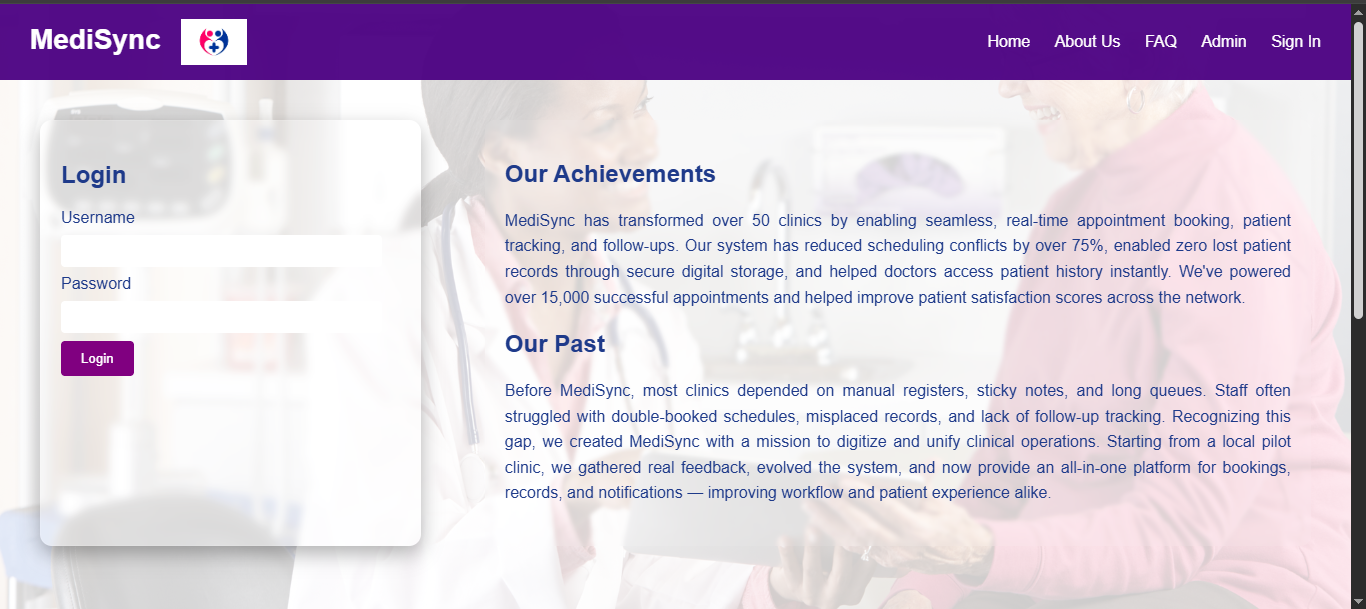 MediSync
Home
About Us
FAQ
Admin
Sign In
Login
Username
Password
Login
Our Achievements
MediSync has transformed over 50 clinics by enabling seamless, real-time appointment booking, patient
tracking, and follow-ups. Our system has reduced scheduling conflicts by over 75%, enabled zero lost patient
records through secure digital storage, and helped doctors access patient history instantly. We've powered
over 15,000 successful appointments and helped improve patient satisfaction scores across the network.
Our Past
Before MediSync, most clinics depended on manual registers, sticky notes, and long queues. Staff often
struggled with double-booked schedules, misplaced records, and lack of follow-up tracking. Recognizing this
gap, we created MediSync with a mission to digitize and unify clinical operations. Starting from a local pilot
clinic, we gathered real feedback, evolved the system, and now provide an all-in-one platform for bookings,
records, and notifications — improving workflow and patient experience alike.